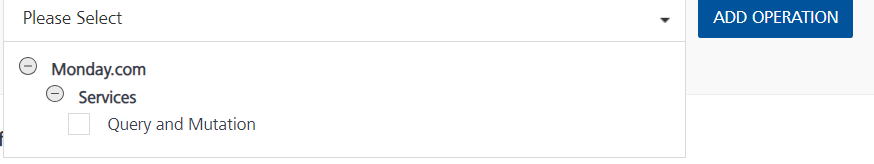 Please Select
ADD OPERATION
Monday.com
Services
Query and Mutation